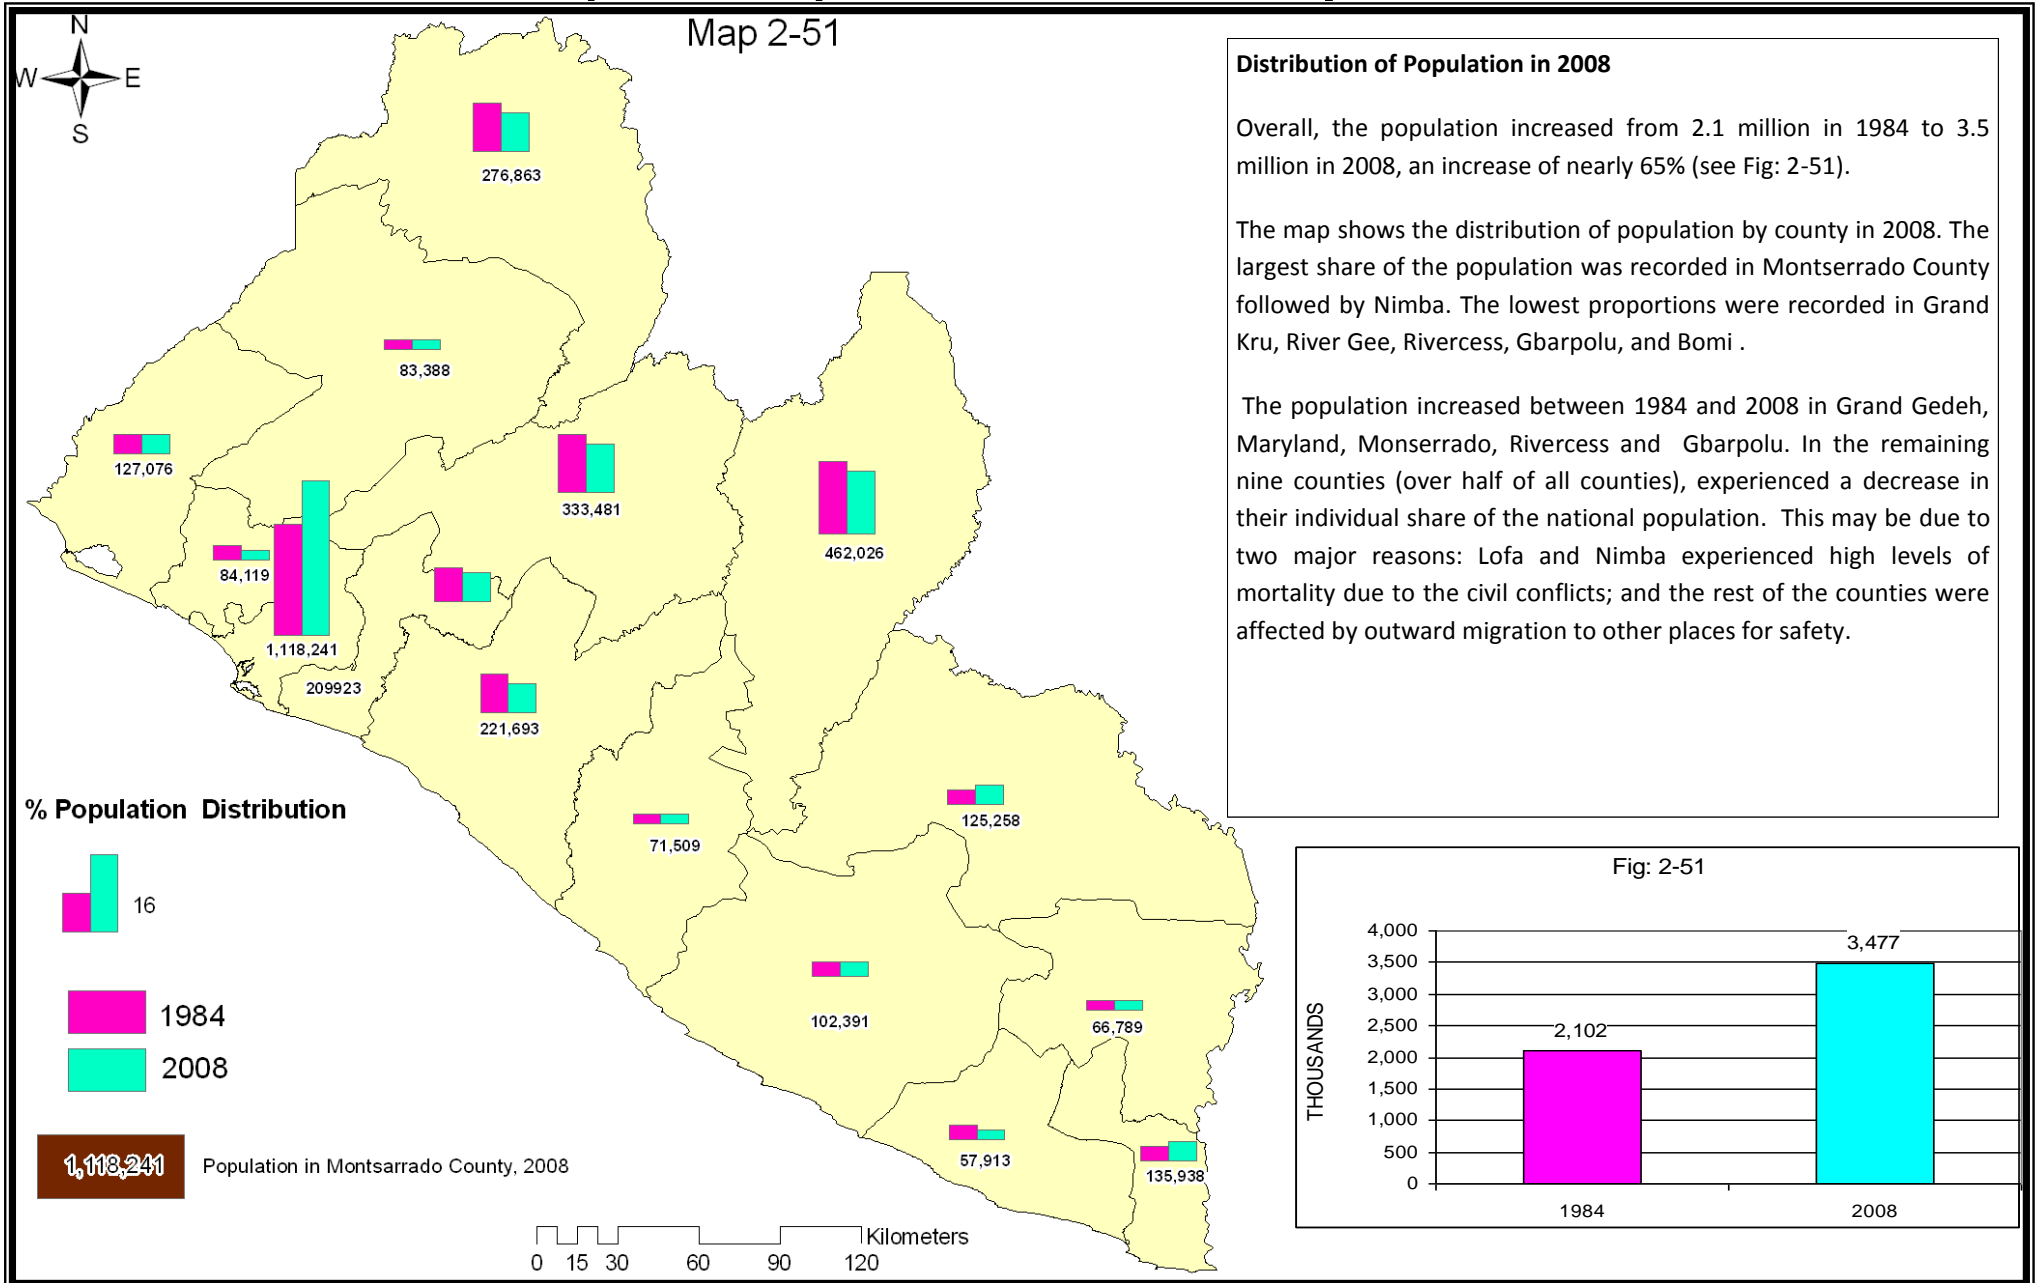 Map 2-51
N
W E
S
276,863
83,388
127,076
333,481
462,026
84,119
1,118,241
209923
221,693
125,258
71,509
102,391
66,789
57,913
135,938
% Population Distribution
16
1984
2008
1,118,241 Population in Montsarrado County, 2008
Kilometers
0 15 30 60 90 120
Distribution of Population in 2008
Overall, the population increased from 2.1 million in 1984 to 3.5
million in 2008, an increase of nearly 65% (see Fig: 2-51).
The map shows the distribution of population by county in 2008. The
largest share of the population was recorded in Montserrado County
followed by Nimba. The lowest proportions were recorded in Grand
Kru, River Gee, Rivercess, Gbarpolu, and Bomi .
The population increased between 1984 and 2008 in Grand Gedeh,
Maryland, Monserrado, Rivercess and Gbarpolu. In the remaining
nine counties (over half of all counties), experienced a decrease in
their individual share of the national population. This may be due to
two major reasons: Lofa and Nimba experienced high levels of
mortality due to the civil conflicts; and the rest of the counties were
affected by outward migration to other places for safety.
Fig: 2-51
THOUSANDS
4,000
3,500
3,000
2,500
2,000
1,500
1,000
500
0
2,102
3,477
1984 2008